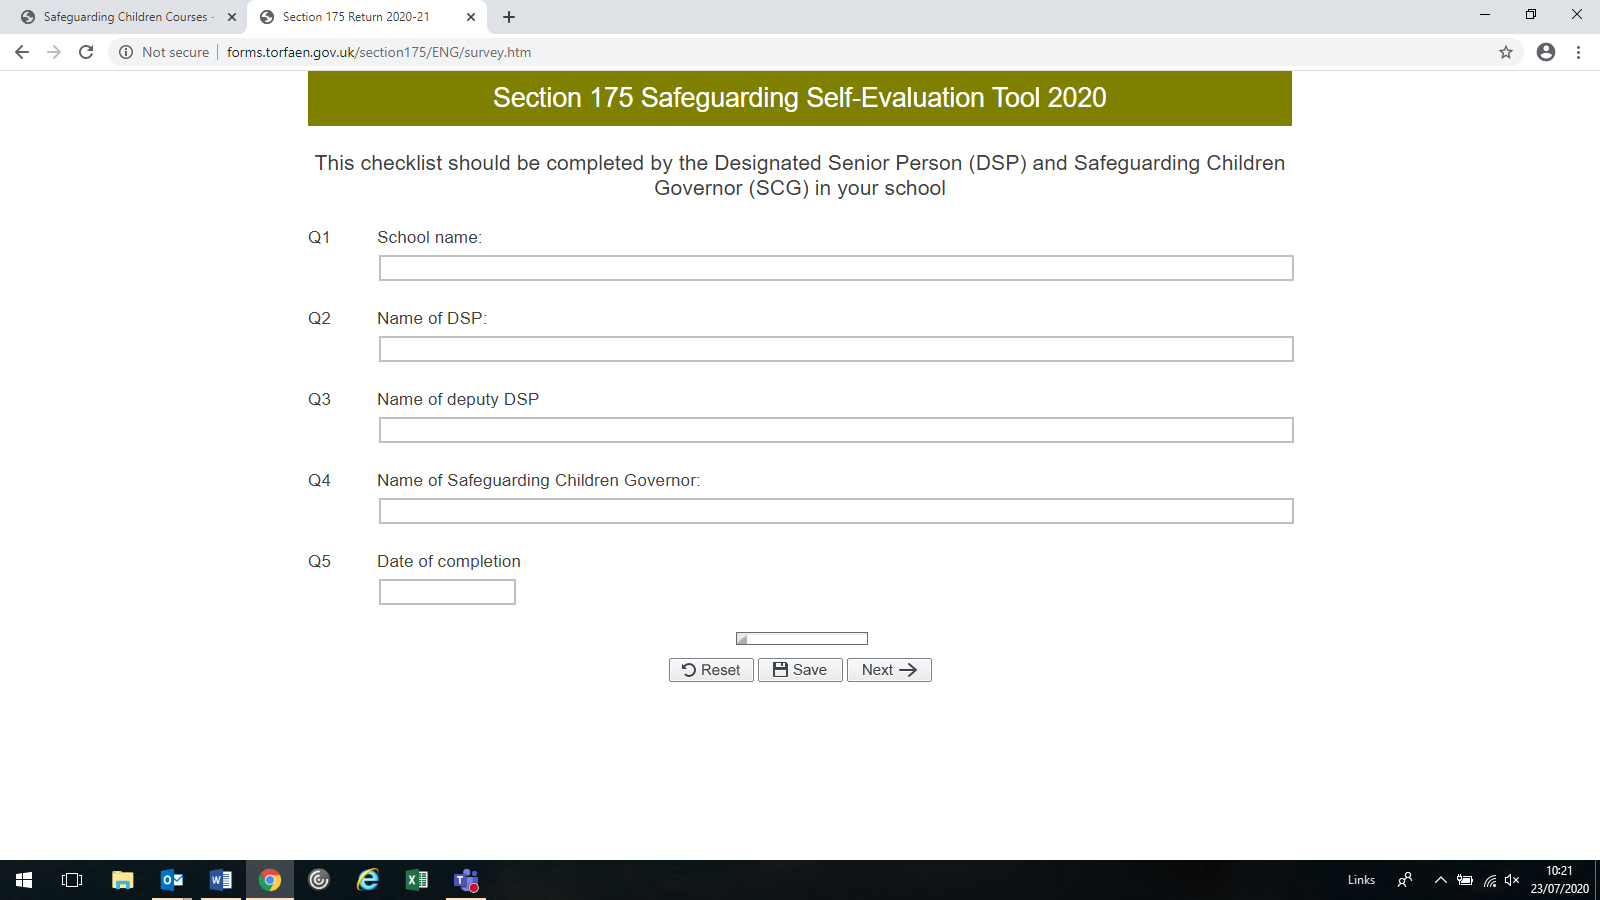 Safeguarding Children Courses -
Section 175 Return 2020-21
Not secure
forms.torfaen.gov.uk/section175/ENG/survey.htm
Section 175 Safeguarding Self-Evaluation Tool 2020
This checklist should be completed by the Designated Senior Person (DSP) and Safeguarding Children
Governor (SCG) in your school
Q1 School name:
Q2 Name of DSP:
Q3 Name of deputy DSP
Q4 Name of Safeguarding Children Governor:
Q5 Date of completion
Reset Save Next
Links
10:21
23/07/2020